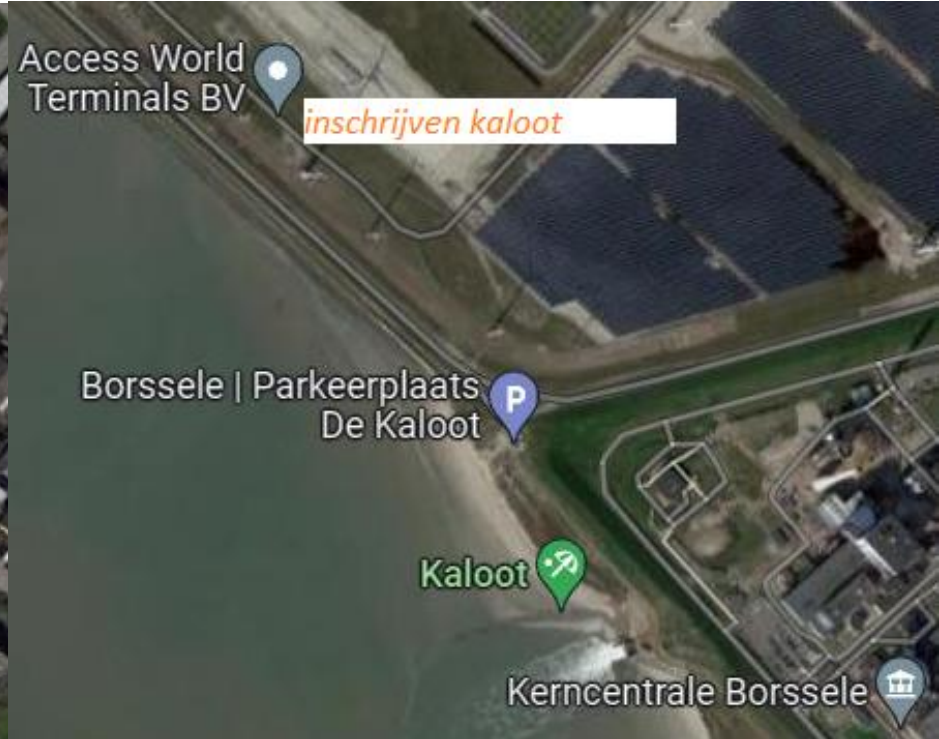 Access World
Terminals BV
inschrijven kaloot
Borssele | Parkeerplaats
De Kaloot
P
Kaloot
Kerncentrale Borssele